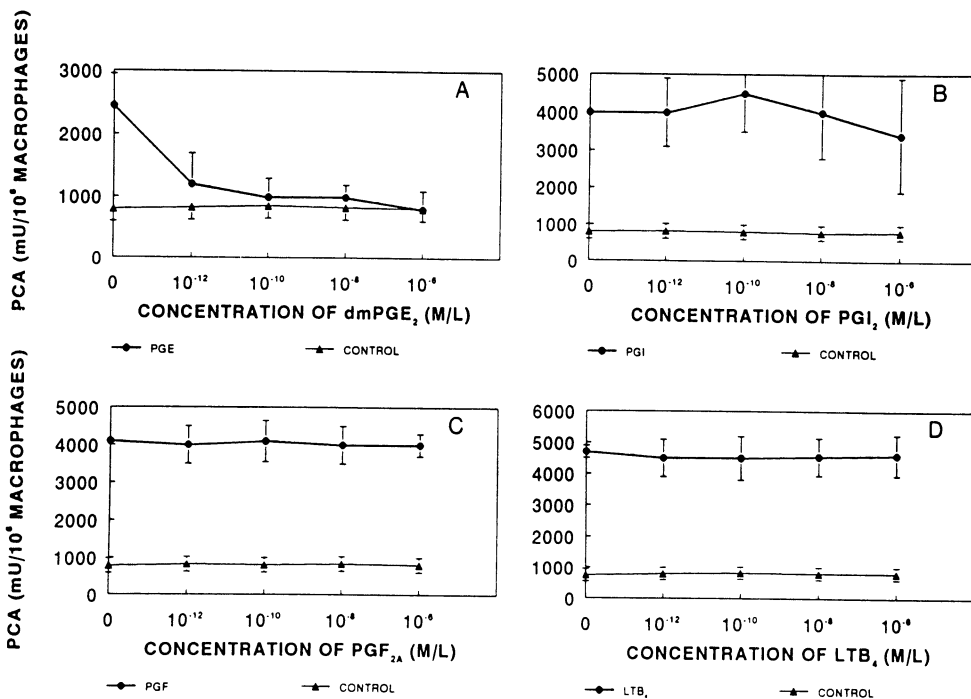 PCA (mU/10⁶ MACROPHAGES)
A
3000
2000
1000
0
0 10⁻¹² 10⁻¹⁰ 10⁻⁸ 10⁻⁶
CONCENTRATION OF dmPGE₂ (M/L)
PGE CONTROL
B
5000
4000
3000
2000
1000
0
0 10⁻¹² 10⁻¹⁰ 10⁻⁸ 10⁻⁶
CONCENTRATION OF PGI₂ (M/L)
PGI CONTROL
PCA (mU/10⁶ MACROPHAGES)
C
5000
4000
3000
2000
1000
0
0 10⁻¹² 10⁻¹⁰ 10⁻⁸ 10⁻⁶
CONCENTRATION OF PGF₂A (M/L)
PGF CONTROL
D
6000
5000
4000
3000
2000
1000
0
0 10⁻¹² 10⁻¹⁰ 10⁻⁸ 10⁻⁶
CONCENTRATION OF LTB₄ (M/L)
LTB₄ CONTROL